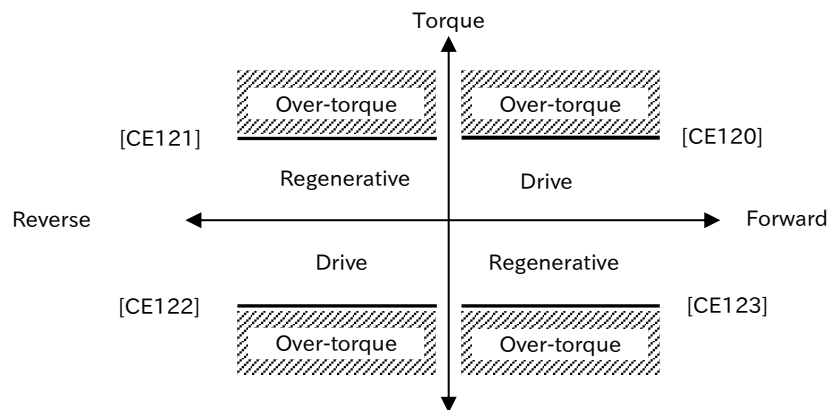 Torque
Over-torque
Over-torque
[CE121]
[CE120]
Regenerative
Drive
Reverse
Forward
Drive
Regenerative
[CE122]
[CE123]
Over-torque
Over-torque